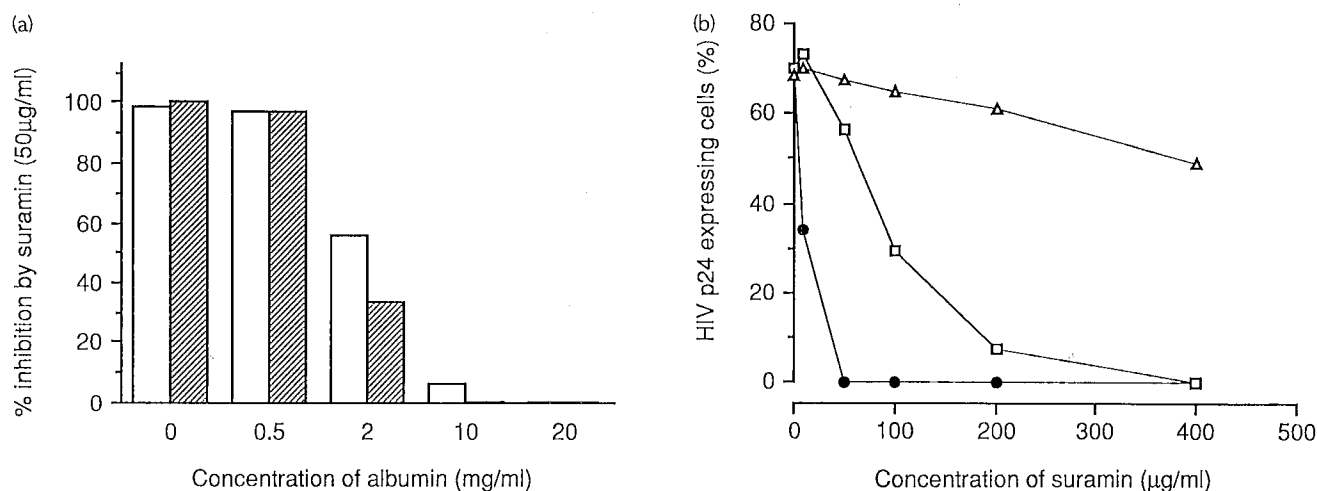 (a)
% inhibition by suramin (50µg/ml)
100
80
60
40
20
0
0 0.5 2 10 20
Concentration of albumin (mg/ml)
(b)
HIV p24 expressing cells (%)
80
70
60
40
20
0
0 100 200 300 400 500
Concentration of suramin (µg/ml)